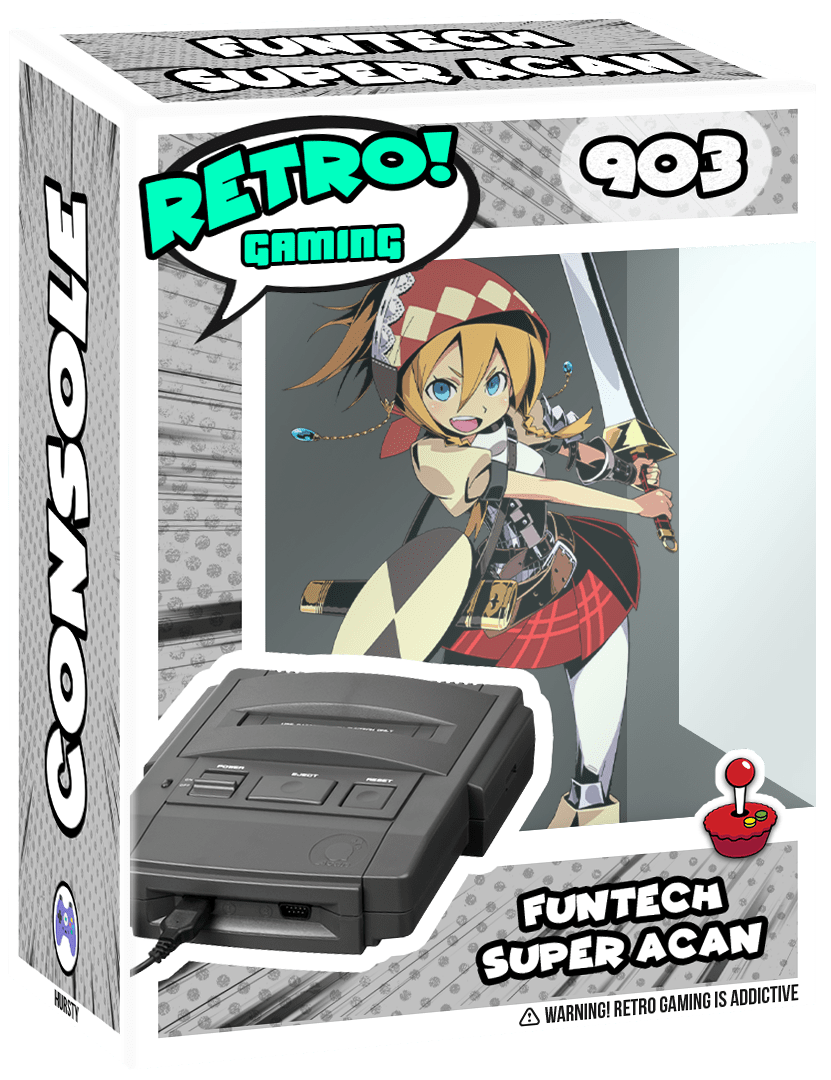 FUNTECH
SUPER ACAN
RETRO!
GAMING
903
CONSOLE
POWER
EJECT
RESET
FUNTECH
SUPER ACAN
HURSTY
WARNING! RETRO GAMING IS ADDICTIVE